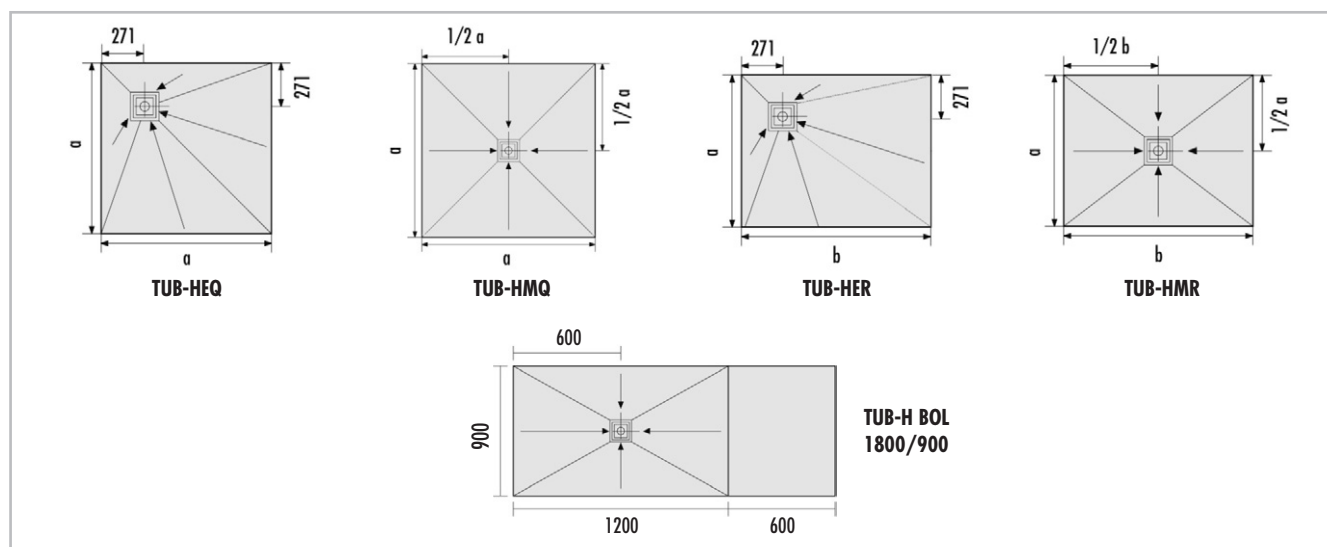 271
271
a
a
TUB-HEQ
1/2 a
1/2 a
a
a
TUB-HMQ
271
271
a
b
TUB-HER
1/2 b
1/2 a
a
b
TUB-HMR
600
900
1200
600
TUB-H BOL
1800/900